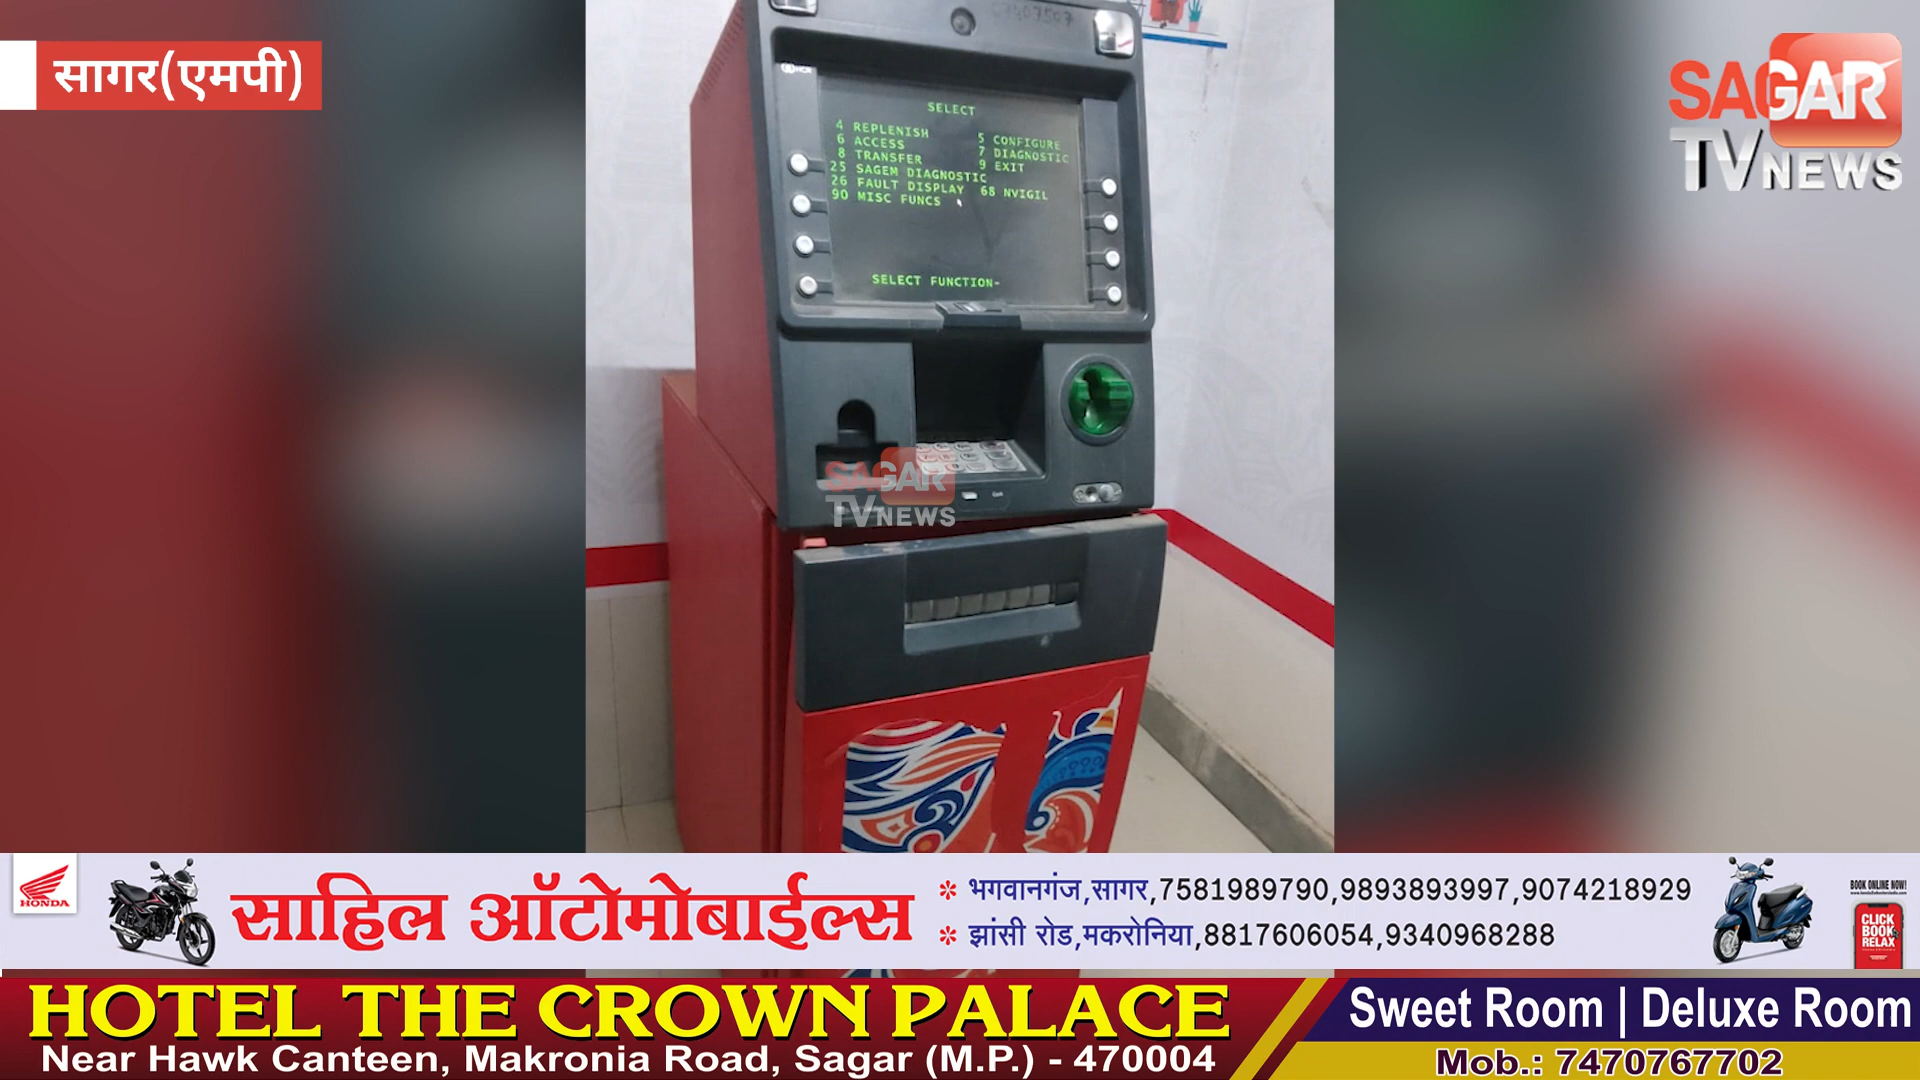 सागर(एमपी)
SAGAR
TV NEWS
NCR
SELECT
4 REPLENISH 5 CONFIGURE
6 ACCESS 7 DIAGNOSTIC
8 TRANSFER 9 EXIT
25 SAGEM DIAGNOSTIC
26 FAULT DISPLAY 68 NVIGIL
90 MISC FUNCS
SELECT FUNCTION-
SAGAR
TV NEWS
HONDA
साहिल ऑटोमोबाईल्स
* भगवानगंज,सागर,7581989790,9893893997,9074218929
* झांसी रोड,मकरोनिया,8817606054,9340968288
BOOK ONLINE NOW!
CLICK
BOOK
RELAX
HOTEL THE CROWN PALACE
Near Hawk Canteen, Makronia Road, Sagar (M.P.) - 470004
Sweet Room | Deluxe Room
Mob.: 7470767702